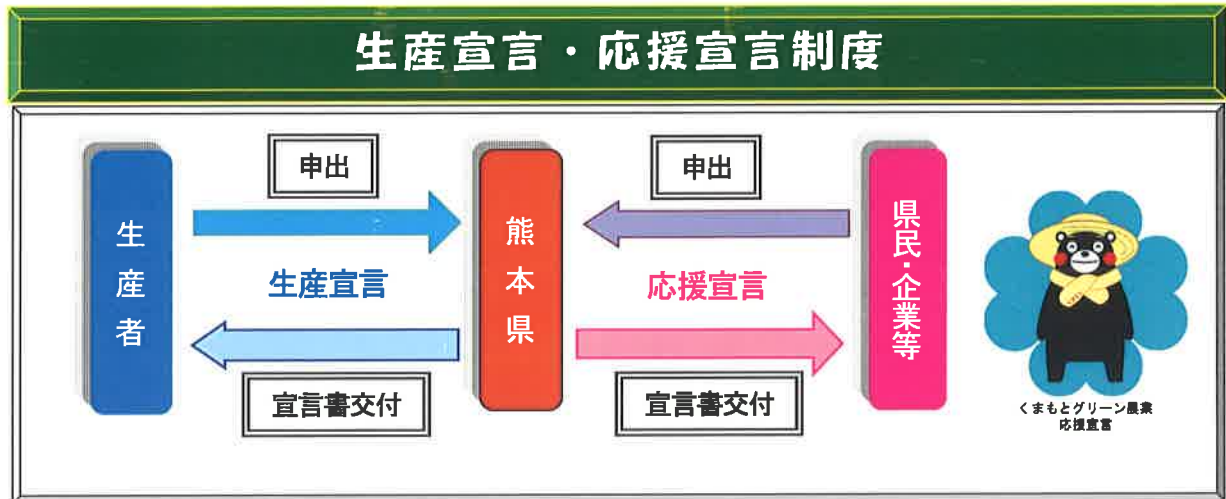 生産宣言・応援宣言制度
申出
申出
生産者
熊本県
県民・企業等
生産宣言
応援宣言
宣言書交付
宣言書交付
くまもとグリーン農業
応援宣言